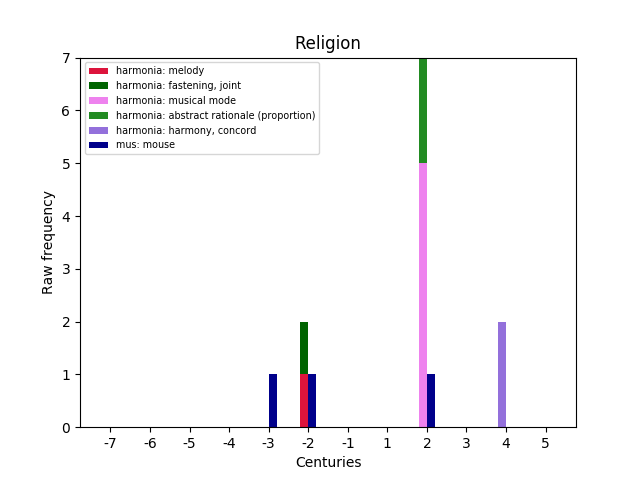 Religion
harmonia: melody
harmonia: fastening, joint
harmonia: musical mode
harmonia: abstract rationale (proportion)
harmonia: harmony, concord
mus: mouse
7
6
5
4
3
2
1
0
Raw frequency
-7 -6 -5 -4 -3 -2 -1 1 2 3 4 5
Centuries